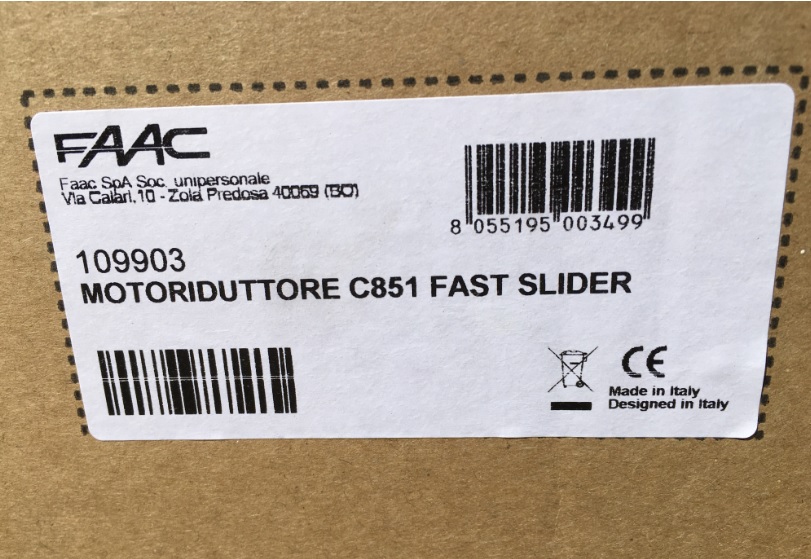 FAAC
Faac SpA Soc. unipersonale
Via Calari,10 - Zola Predosa 40069 (BO)
8 055195 003499
109903
MOTORIDUTTORE C851 FAST SLIDER
CE
Made in Italy
Designed in Italy